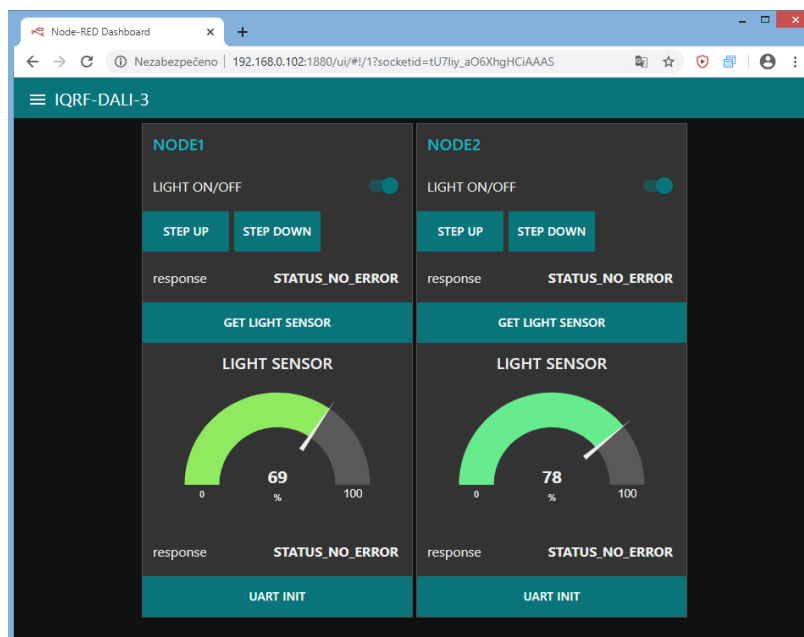 Node-RED Dashboard
Nezabezpečeno
192.168.0.102:1880/ui/#!/1?socketid=tU7Iiy_aO6XhgHCiAAAS
IQRF-DALI-3
NODE1
LIGHT ON/OFF
STEP UP STEP DOWN
response STATUS_NO_ERROR
GET LIGHT SENSOR
LIGHT SENSOR
69
%
0 100
response STATUS_NO_ERROR
UART INIT
NODE2
LIGHT ON/OFF
STEP UP STEP DOWN
response STATUS_NO_ERROR
GET LIGHT SENSOR
LIGHT SENSOR
78
%
0 100
response STATUS_NO_ERROR
UART INIT